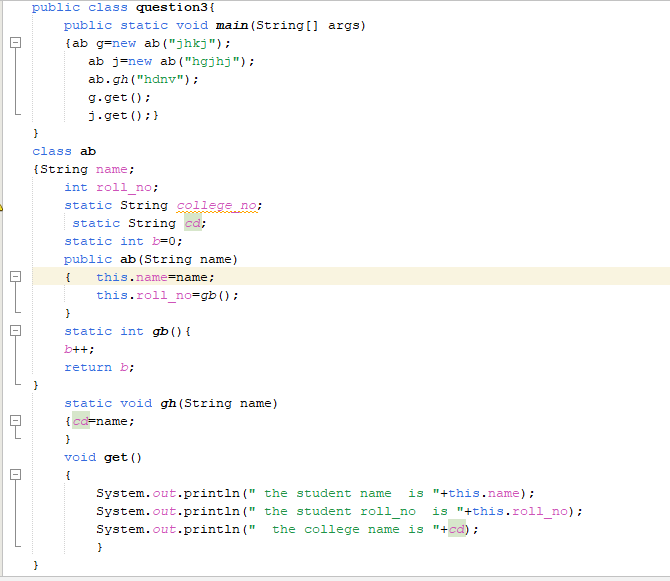 public class question3{
    public static void main(String[] args)
    {ab g=new ab("jhkj");
       ab j=new ab("hgjhj");
       ab.gh("hdnv");
       g.get();
       j.get();}
}
class ab
{String name;
    int roll_no;
    static String college_no;
     static String cd;
    static int b=0;
    public ab(String name)
    {   this.name=name;
        this.roll_no=gb();
    }
    static int gb(){
    b++;
    return b;
}
    static void gh(String name)
    {cd=name;
    }
    void get()
    {
        System.out.println(" the student name  is "+this.name);
        System.out.println(" the student roll_no  is "+this.roll_no);
        System.out.println("  the college name is "+cd);
        }
}